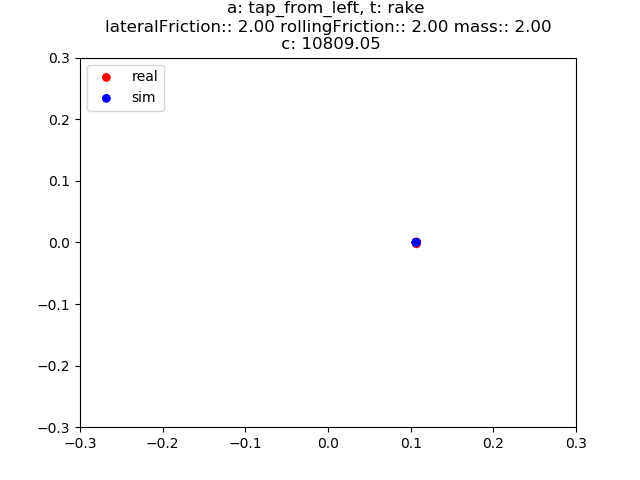 a: tap_from_left, t: rake
lateralFriction:: 2.00 rollingFriction:: 2.00 mass:: 2.00
c: 10809.05
real
sim
0.3
0.2
0.1
0.0
−0.1
−0.2
−0.3
−0.3
−0.2
−0.1
0.0
0.1
0.2
0.3